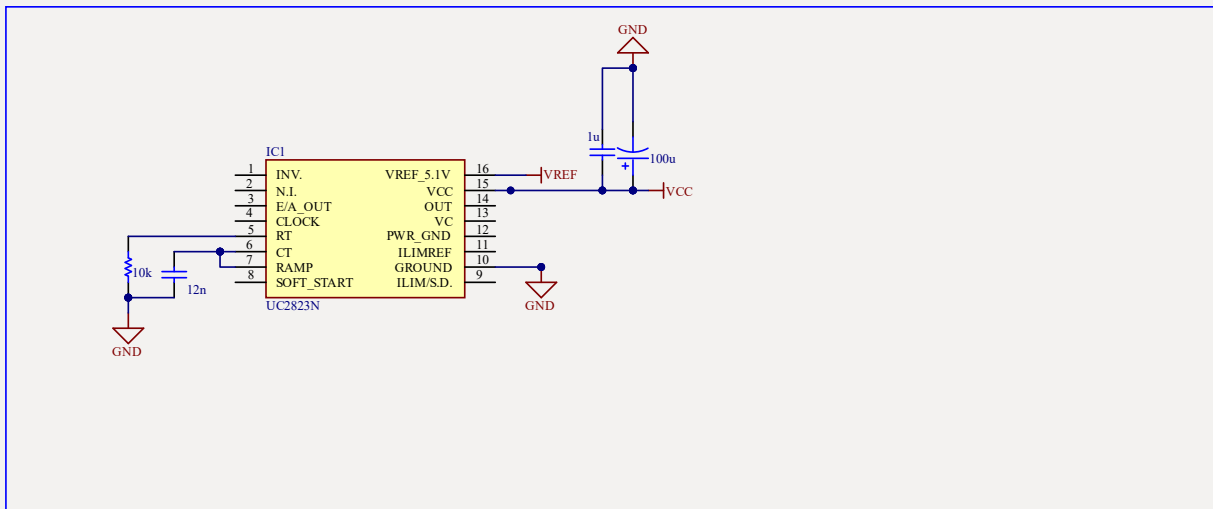 GND
1u
100u
IC1
1 INV. VREF_5.1V 16 VREF
2 N.I. VCC 15 VCC
3 E/A_OUT OUT 14
4 CLOCK VC 13
5 RT PWR_GND 12
6 CT ILIMREF 11
7 RAMP GROUND 10
8 SOFT_START ILIM/S.D. 9
10k
12n
UC2823N
GND
GND